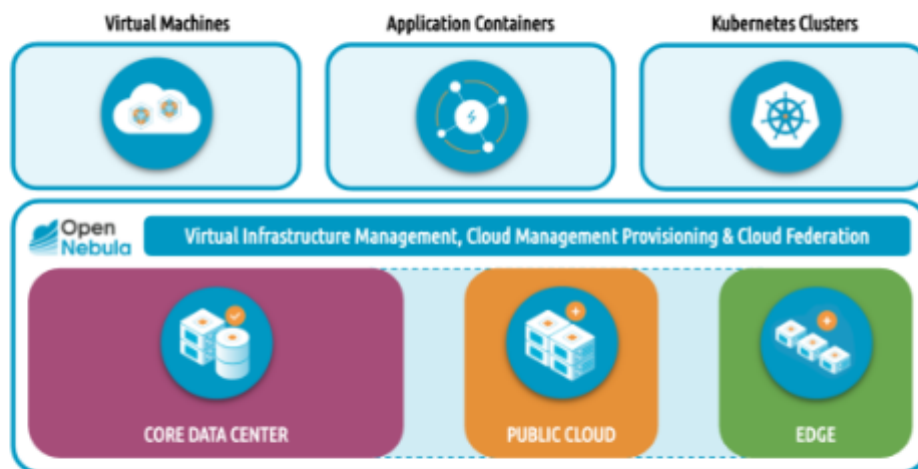 Virtual Machines
Application Containers
Kubernetes Clusters
Open
Nebula
Virtual Infrastructure Management, Cloud Management Provisioning & Cloud Federation
CORE DATA CENTER
PUBLIC CLOUD
EDGE